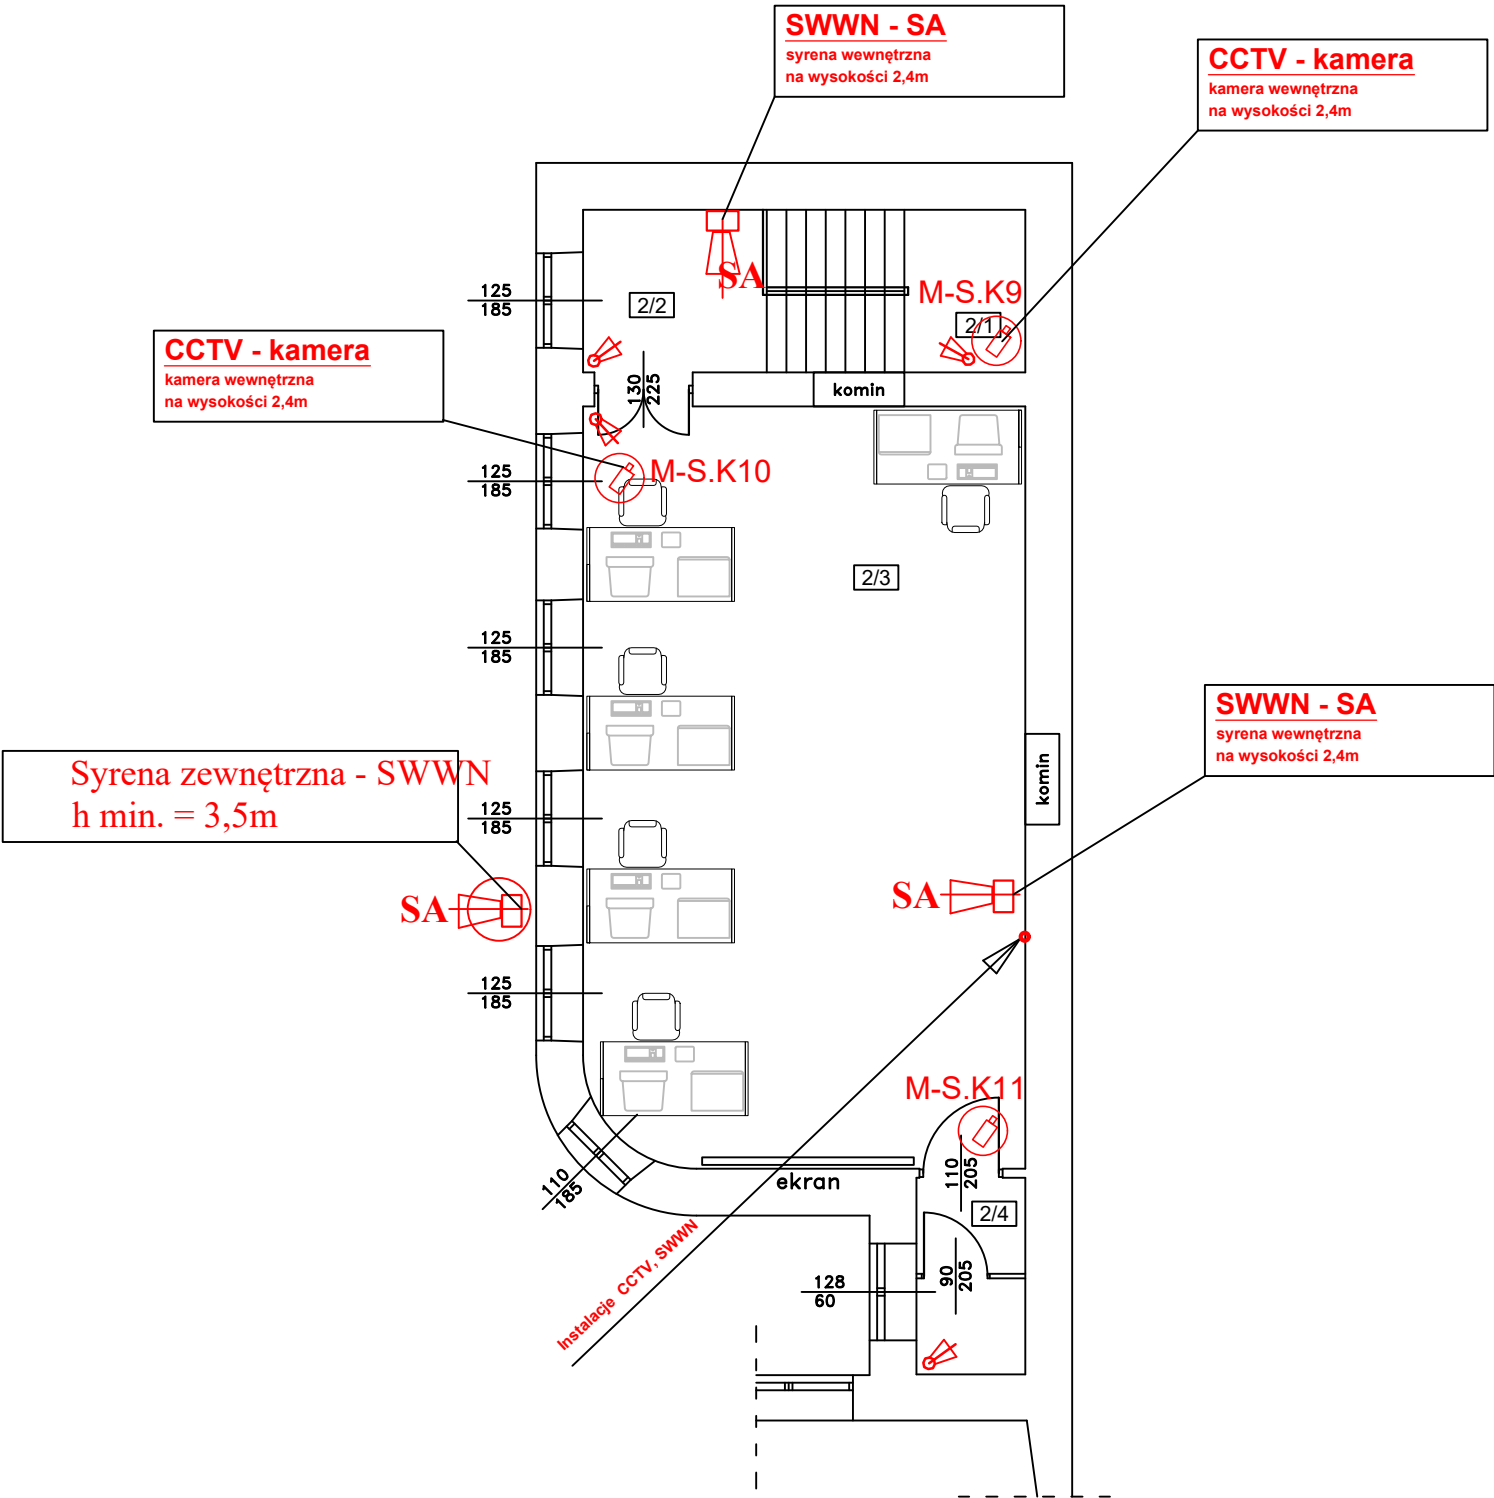 SWWN - SA
syrena wewnętrzna
na wysokości 2,4m
CCTV - kamera
kamera wewnętrzna
na wysokości 2,4m
SA
M-S.K9
125
185
2/2
2/1
CCTV - kamera
kamera wewnętrzna
na wysokości 2,4m
130
225
komin
M-S.K10
125
185
2/3
125
185
SWWN - SA
syrena wewnętrzna
na wysokości 2,4m
komin
Syrena zewnętrzna - SWWN
h min. = 3,5m
125
185
SA
SA
125
185
M-S.K11
110
185
ekran
110
205
2/4
Instalacje CCTV, SWWN
128
60
90
205